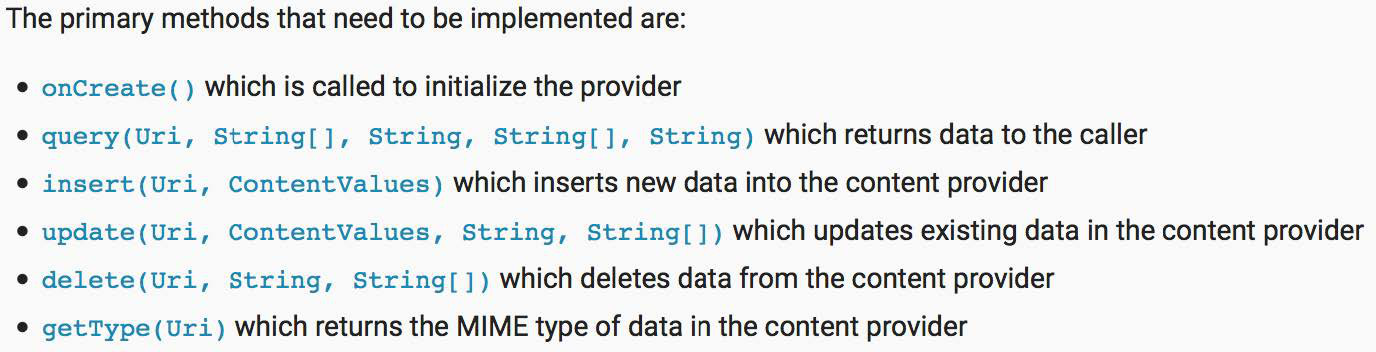 The primary methods that need to be implemented are:
• onCreate() which is called to initialize the provider
• query(Uri, String[], String, String[], String) which returns data to the caller
• insert(Uri, ContentValues) which inserts new data into the content provider
• update(Uri, ContentValues, String, String[]) which updates existing data in the content provider
• delete(Uri, String, String[]) which deletes data from the content provider
• getType(Uri) which returns the MIME type of data in the content provider